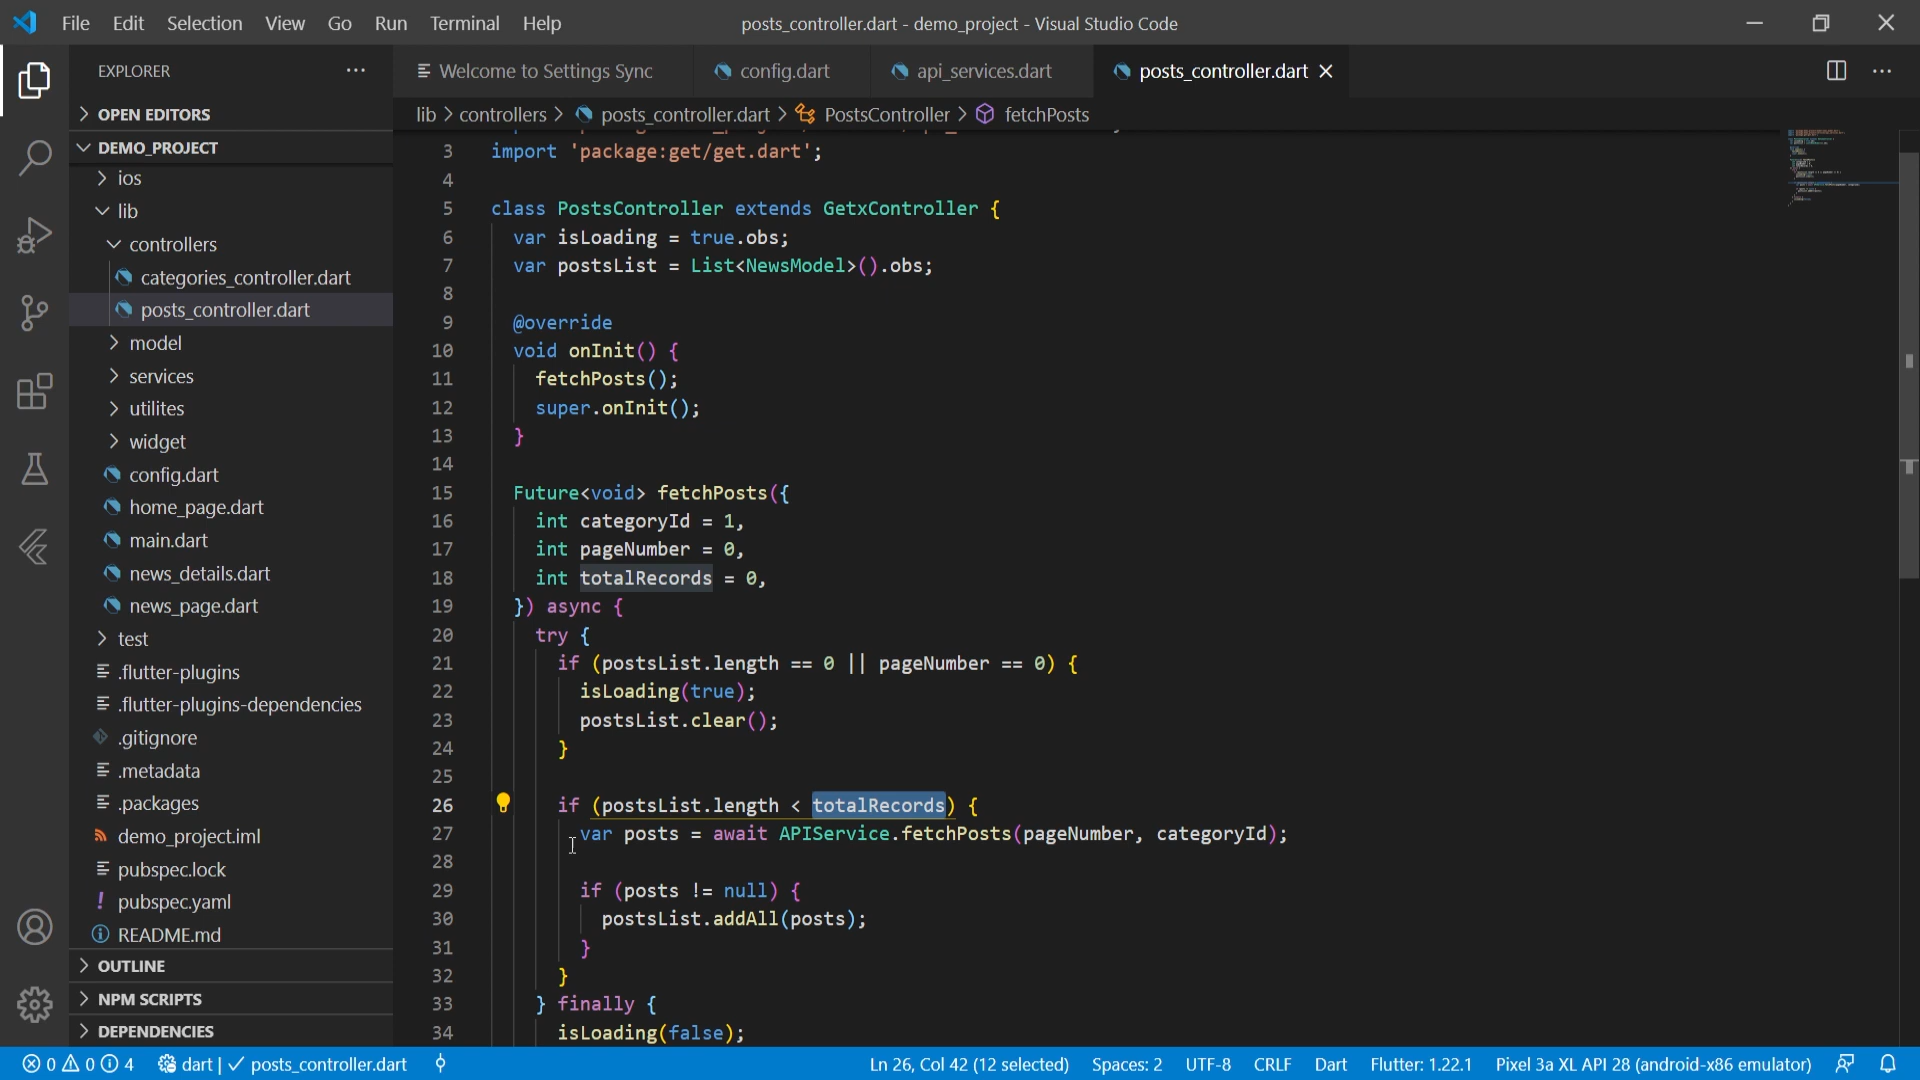 File Edit Selection View Go Run Terminal Help
posts_controller.dart - demo_project - Visual Studio Code
EXPLORER
OPEN EDITORS
DEMO_PROJECT
ios
lib
controllers
categories_controller.dart
posts_controller.dart
model
services
utilites
widget
config.dart
home_page.dart
main.dart
news_details.dart
news_page.dart
test
.flutter-plugins
.flutter-plugins-dependencies
.gitignore
.metadata
.packages
demo_project.iml
pubspec.lock
pubspec.yaml
README.md
OUTLINE
NPM SCRIPTS
DEPENDENCIES
Welcome to Settings Sync
config.dart
api_services.dart
posts_controller.dart
lib > controllers > posts_controller.dart > PostsController > fetchPosts
3 import 'package:get/get.dart';
4
5 class PostsController extends GetxController {
6 var isLoading = true.obs;
7 var postsList = List<NewsModel>().obs;
8
9 @override
10 void onInit() {
11 fetchPosts();
12 super.onInit();
13 }
14
15 Future<void> fetchPosts({
16 int categoryId = 1,
17 int pageNumber = 0,
18 int totalRecords = 0,
19 }) async {
20 try {
21 if (postsList.length == 0 || pageNumber == 0) {
22 isLoading(true);
23 postsList.clear();
24 }
25
26 if (postsList.length < totalRecords) {
27 var posts = await APIService.fetchPosts(pageNumber, categoryId);
28
29 if (posts != null) {
30 postsList.addAll(posts);
31 }
32 }
33 } finally {
34 isLoading(false);
0 0 4 dart | ✓ posts_controller.dart
Ln 26, Col 42 (12 selected) Spaces: 2 UTF-8 CRLF Dart Flutter: 1.22.1 Pixel 3a XL API 28 (android-x86 emulator)